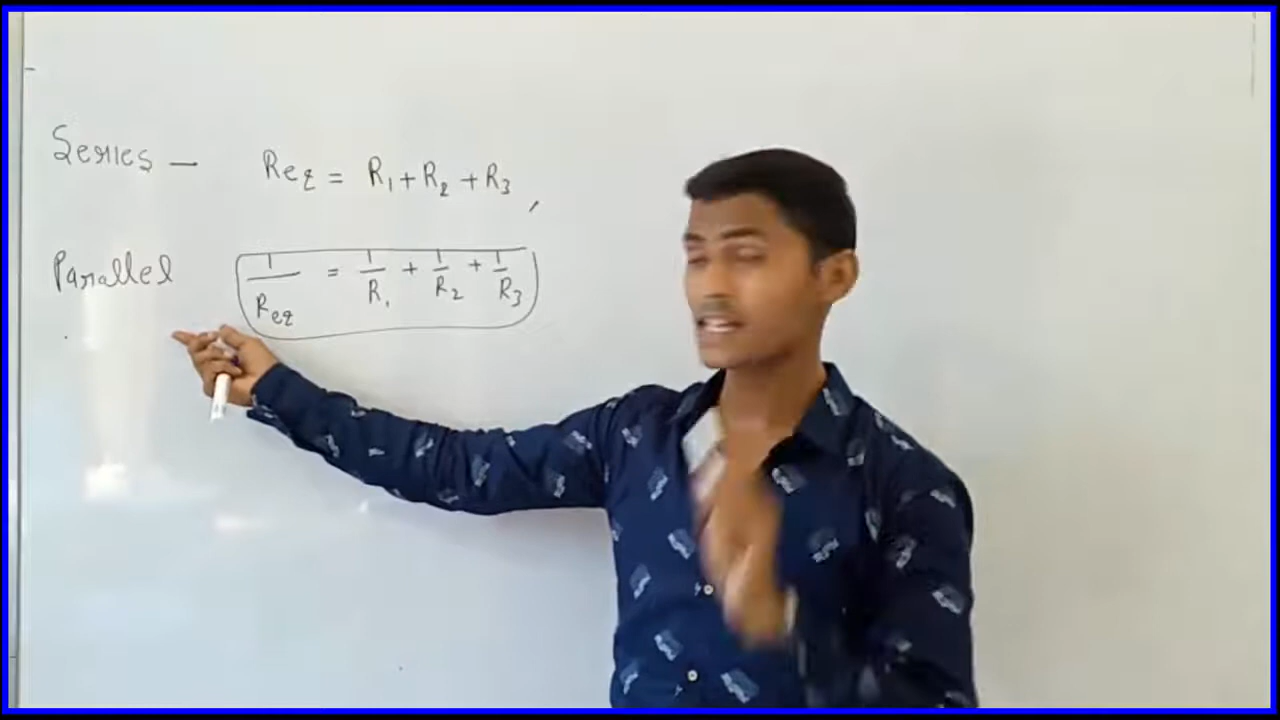 Series — Req = R₁ + R₂ + R₃ ,
Parallel 1/Req = 1/R₁ + 1/R₂ + 1/R₃